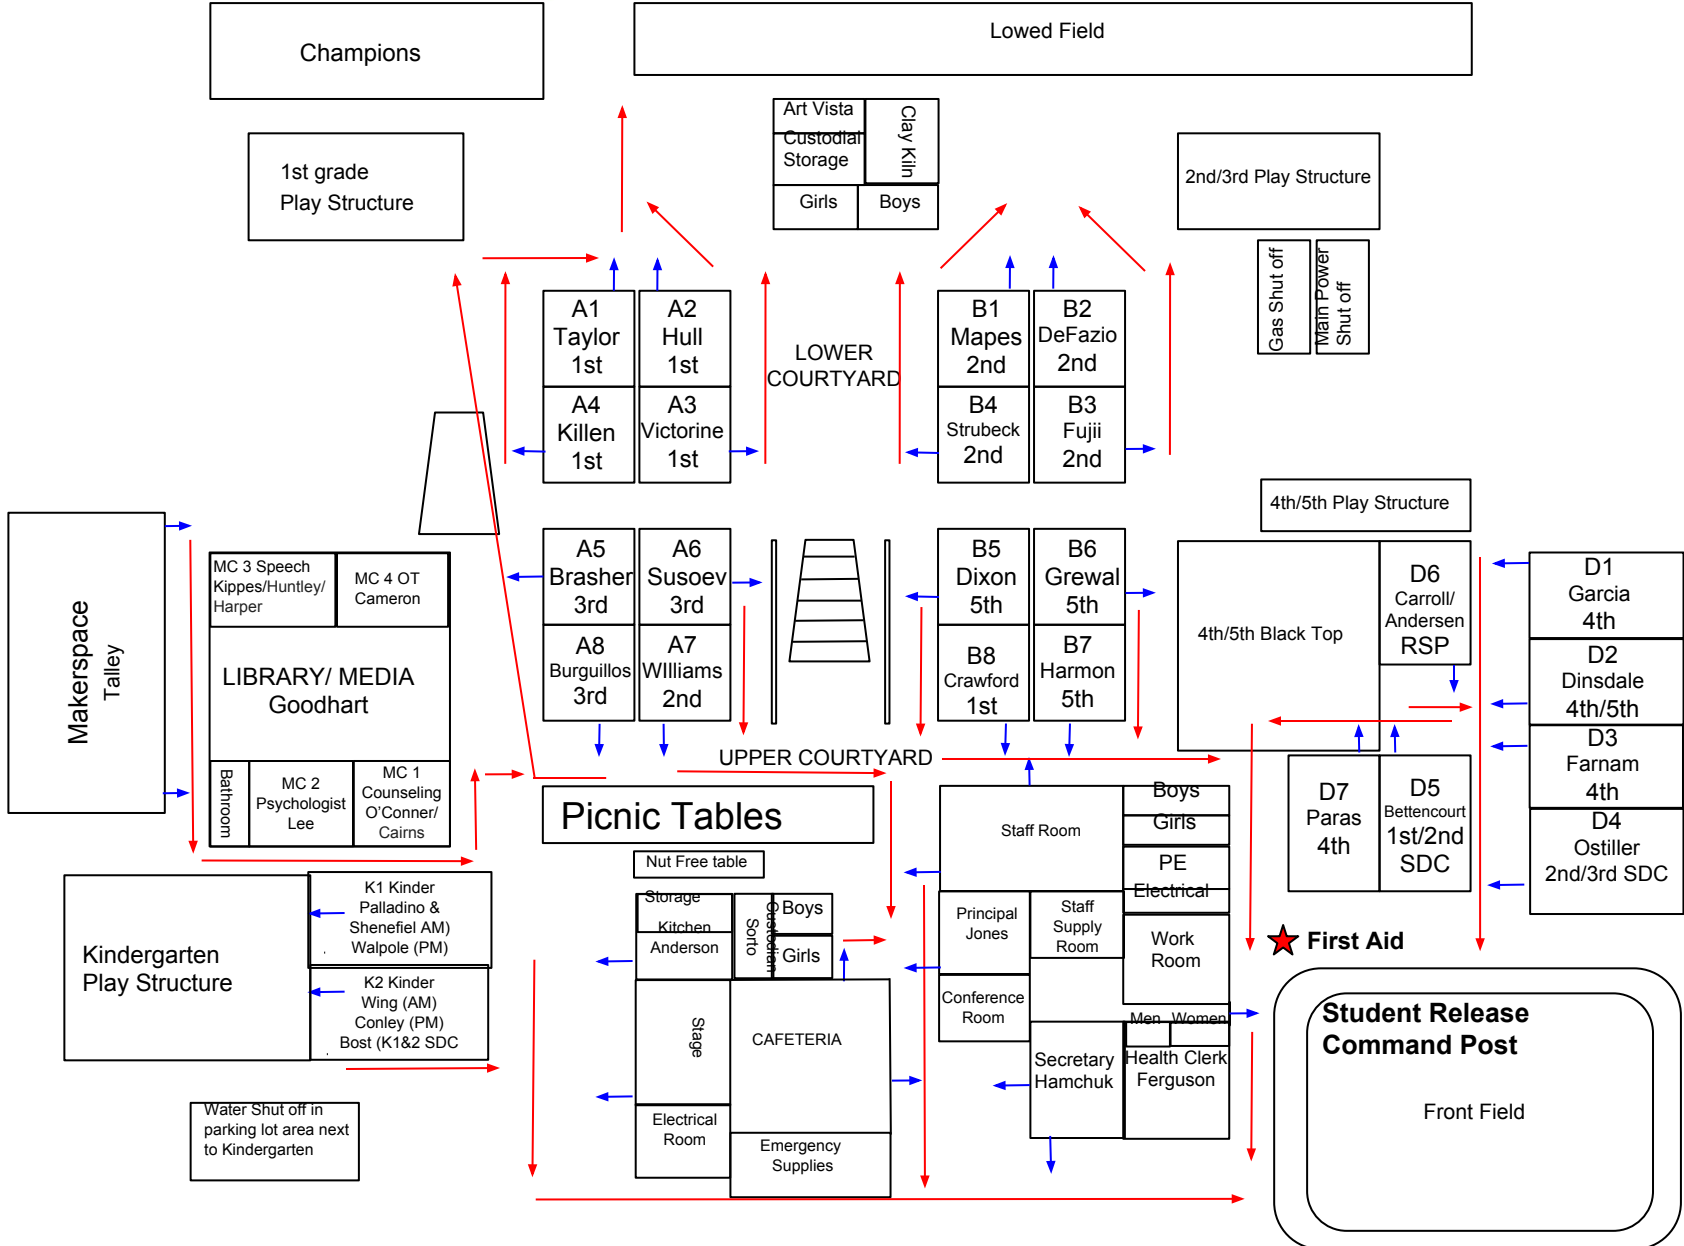 Champions
Lowed Field
Art Vista
Custodial
Storage
Clay Kiln
Girls
Boys
1st grade
Play Structure
2nd/3rd Play Structure
Gas Shut off
Main Power
Shut off
A1
Taylor
1st
A2
Hull
1st
A4
Killen
1st
A3
Victorine
1st
LOWER
COURTYARD
B1
Mapes
2nd
B2
DeFazio
2nd
B4
Strubeck
2nd
B3
Fujii
2nd
4th/5th Play Structure
Makerspace
Talley
MC 3 Speech
Kippes/Huntley/
Harper
MC 4 OT
Cameron
LIBRARY/ MEDIA
Goodhart
Bathroom
MC 2
Psychologist
Lee
MC 1
Counseling
O'Conner/
Cairns
A5
Brasher
3rd
A6
Susoev
3rd
A8
Burguillos
3rd
A7
WIlliams
2nd
B5
Dixon
5th
B6
Grewal
5th
B8
Crawford
1st
B7
Harmon
5th
4th/5th Black Top
D6
Carroll/
Andersen
RSP
D1
Garcia
4th
D2
Dinsdale
4th/5th
D3
Farnam
4th
D4
Ostiller
2nd/3rd SDC
D7
Paras
4th
D5
Bettencourt
1st/2nd
SDC
UPPER COURTYARD
Picnic Tables
Nut Free table
Kindergarten
Play Structure
K1 Kinder
Palladino &
Shenefiel AM)
Walpole (PM)
K2 Kinder
Wing (AM)
Conley (PM)
Bost (K1&2 SDC
Water Shut off in
parking lot area next
to Kindergarten
Storage
Kitchen
Anderson
Custodian
Sorto
Boys
Girls
Stage
CAFETERIA
Electrical
Room
Emergency
Supplies
Staff Room
Boys
Girls
PE
Electrical
Principal
Jones
Staff
Supply
Room
Work
Room
Conference
Room
Men
Women
Secretary
Hamchuk
Health Clerk
Ferguson
First Aid
Student Release
Command Post
Front Field